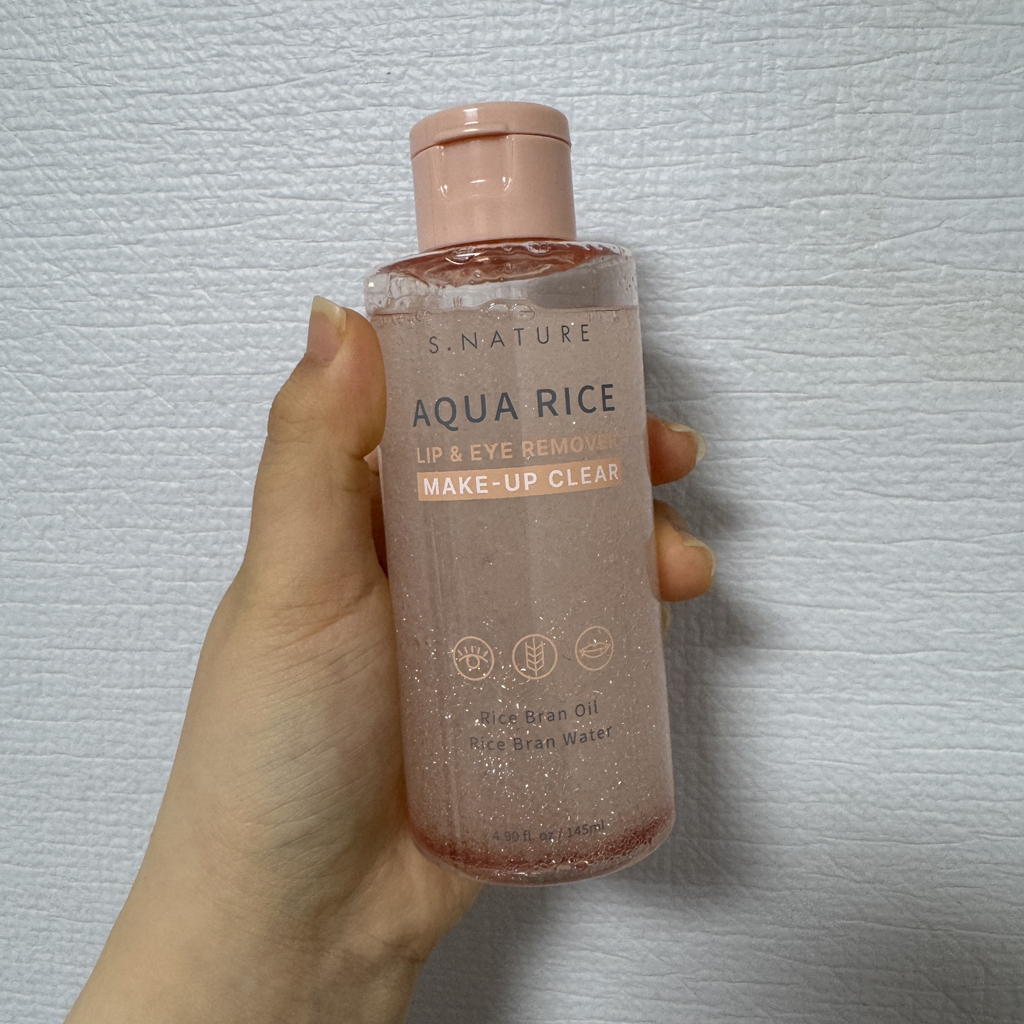 S.NATURE
AQUA RICE
LIP & EYE REMOVER
MAKE-UP CLEAR
Rice Bran Oil
Rice Bran Water
4.90 fl. oz / 145ml